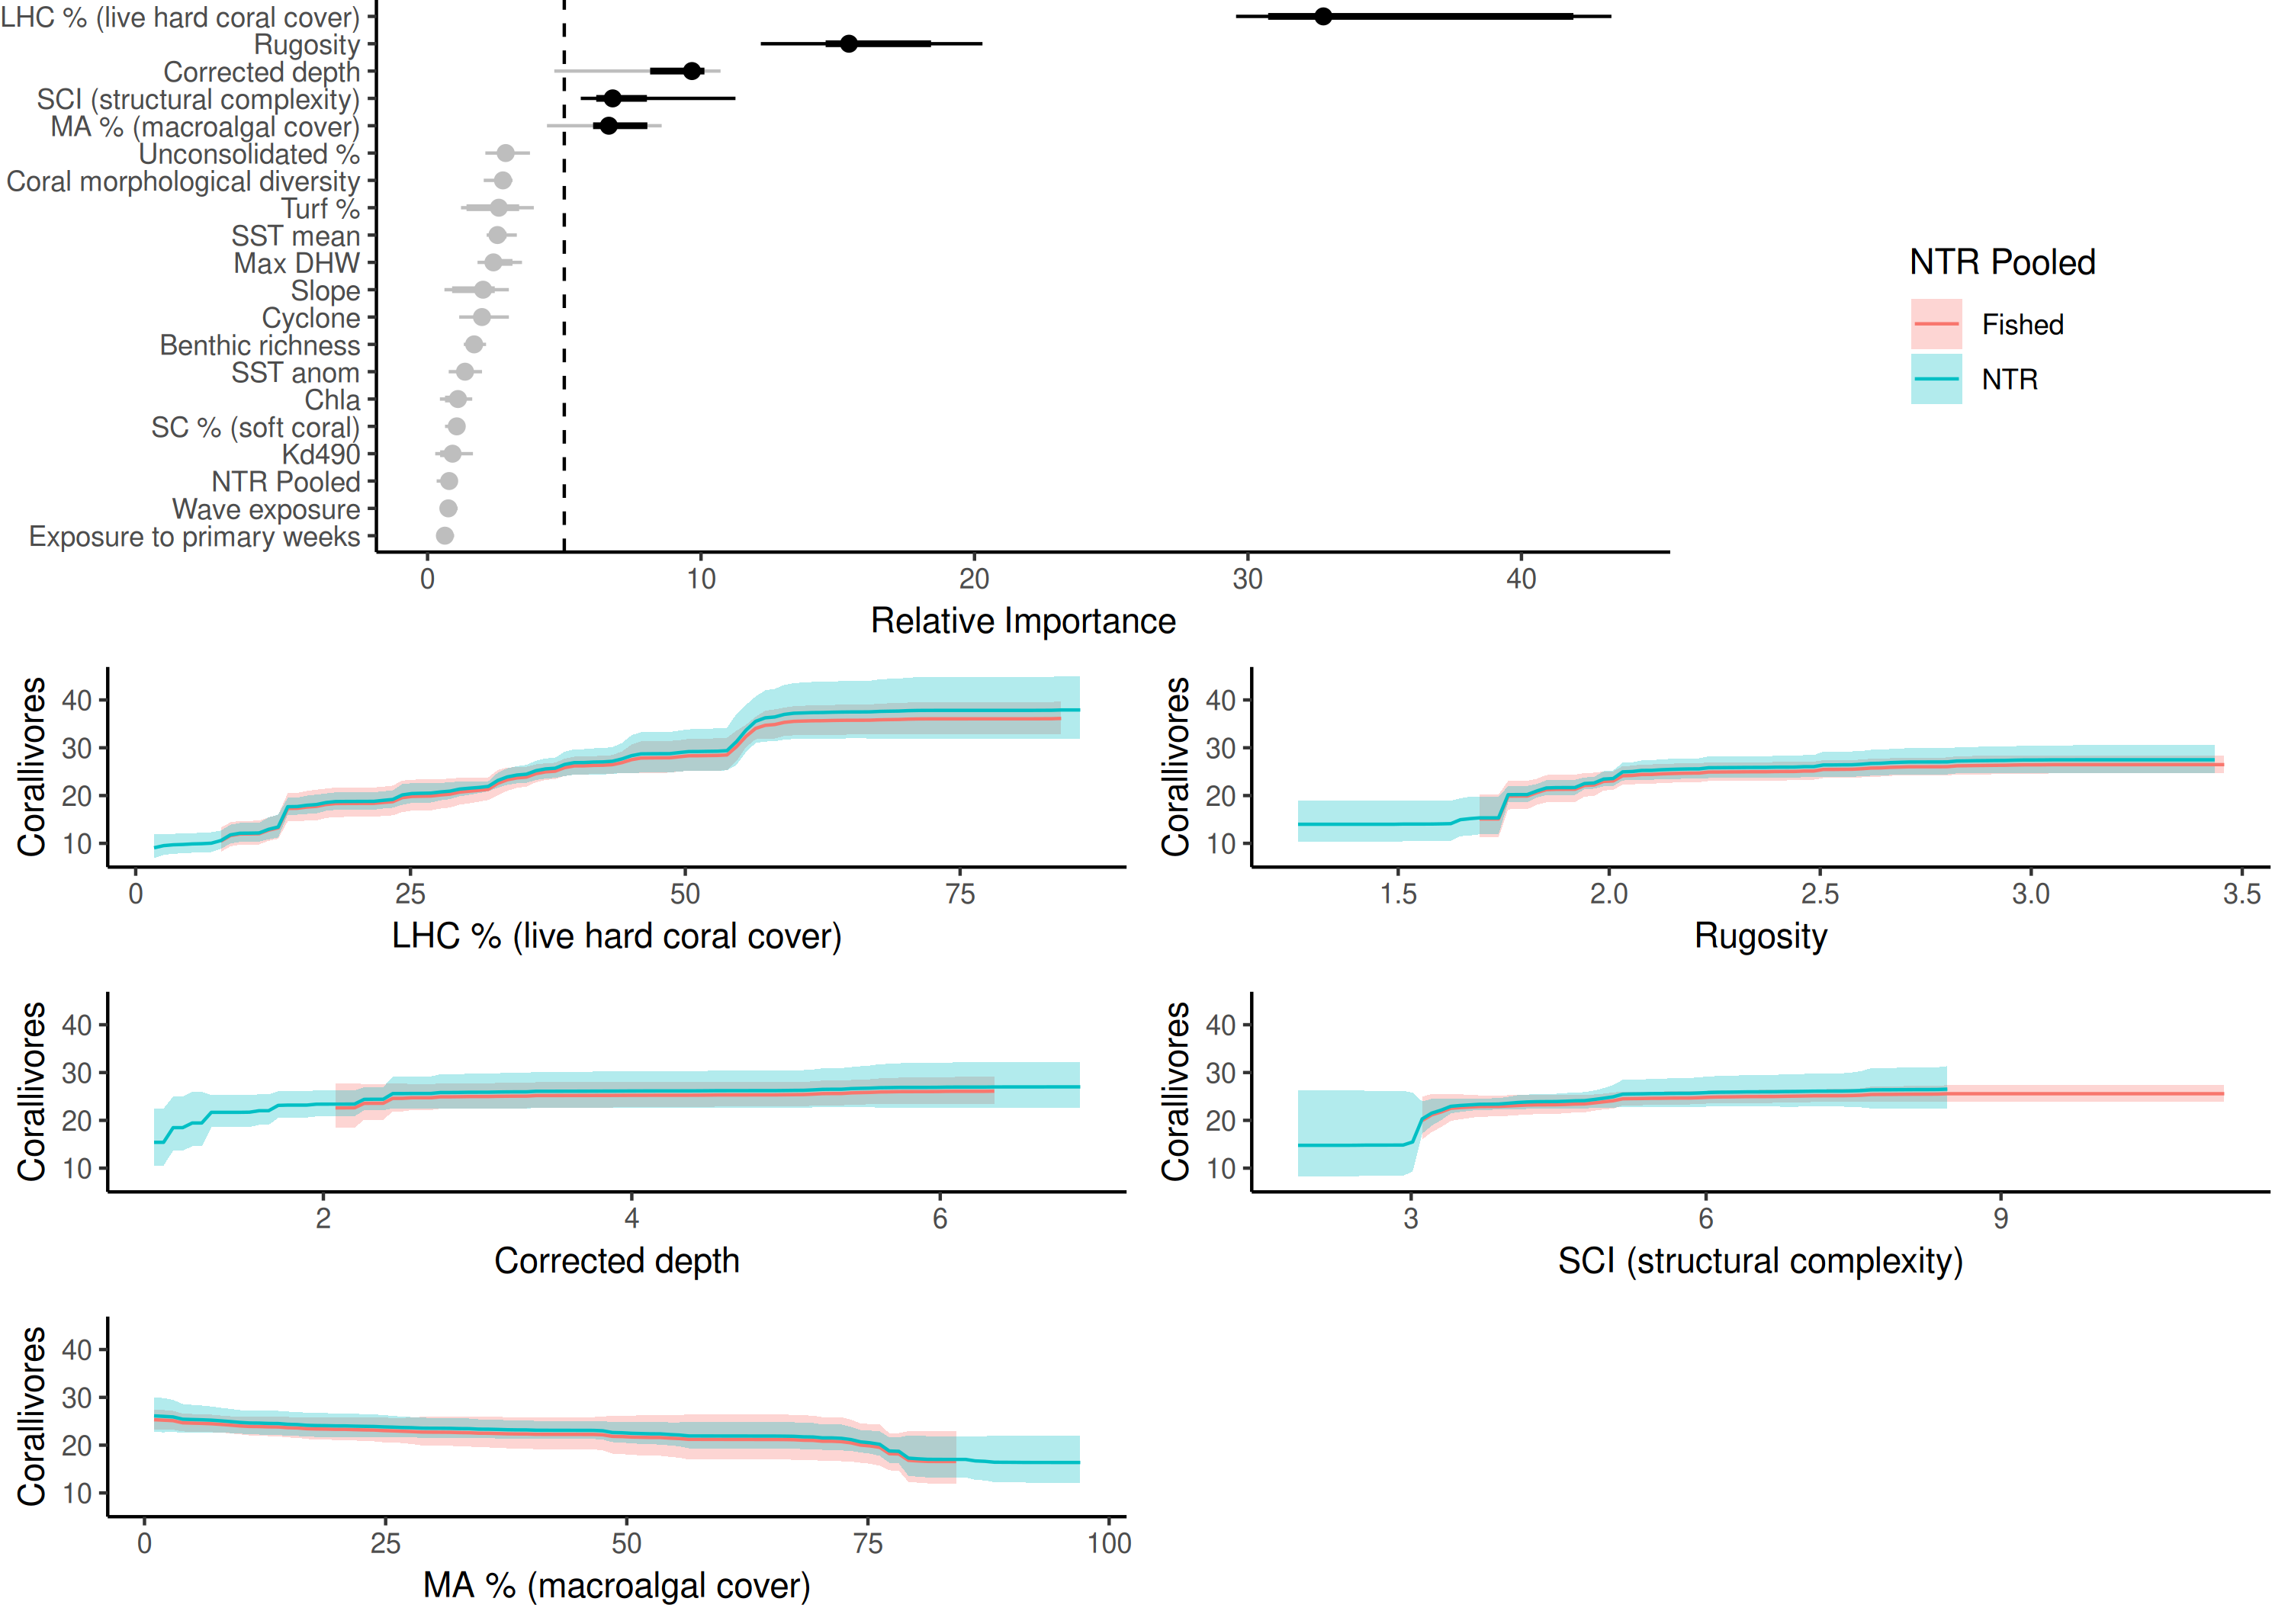 LHC % (live hard coral cover)
Rugosity
Corrected depth
SCI (structural complexity)
MA % (macroalgal cover)
Unconsolidated %
Coral morphological diversity
Turf %
SST mean
Max DHW
Slope
Cyclone
Benthic richness
SST anom
Chla
SC % (soft coral)
Kd490
NTR Pooled
Wave exposure
Exposure to primary weeks
0 10 20 30 40
Relative Importance
NTR Pooled
Fished
NTR
Corallivores
40
30
20
10
0 25 50 75
LHC % (live hard coral cover)
Corallivores
40
30
20
10
1.5 2.0 2.5 3.0 3.5
Rugosity
Corallivores
40
30
20
10
2 4 6
Corrected depth
Corallivores
40
30
20
10
3 6 9
SCI (structural complexity)
Corallivores
40
30
20
10
0 25 50 75 100
MA % (macroalgal cover)